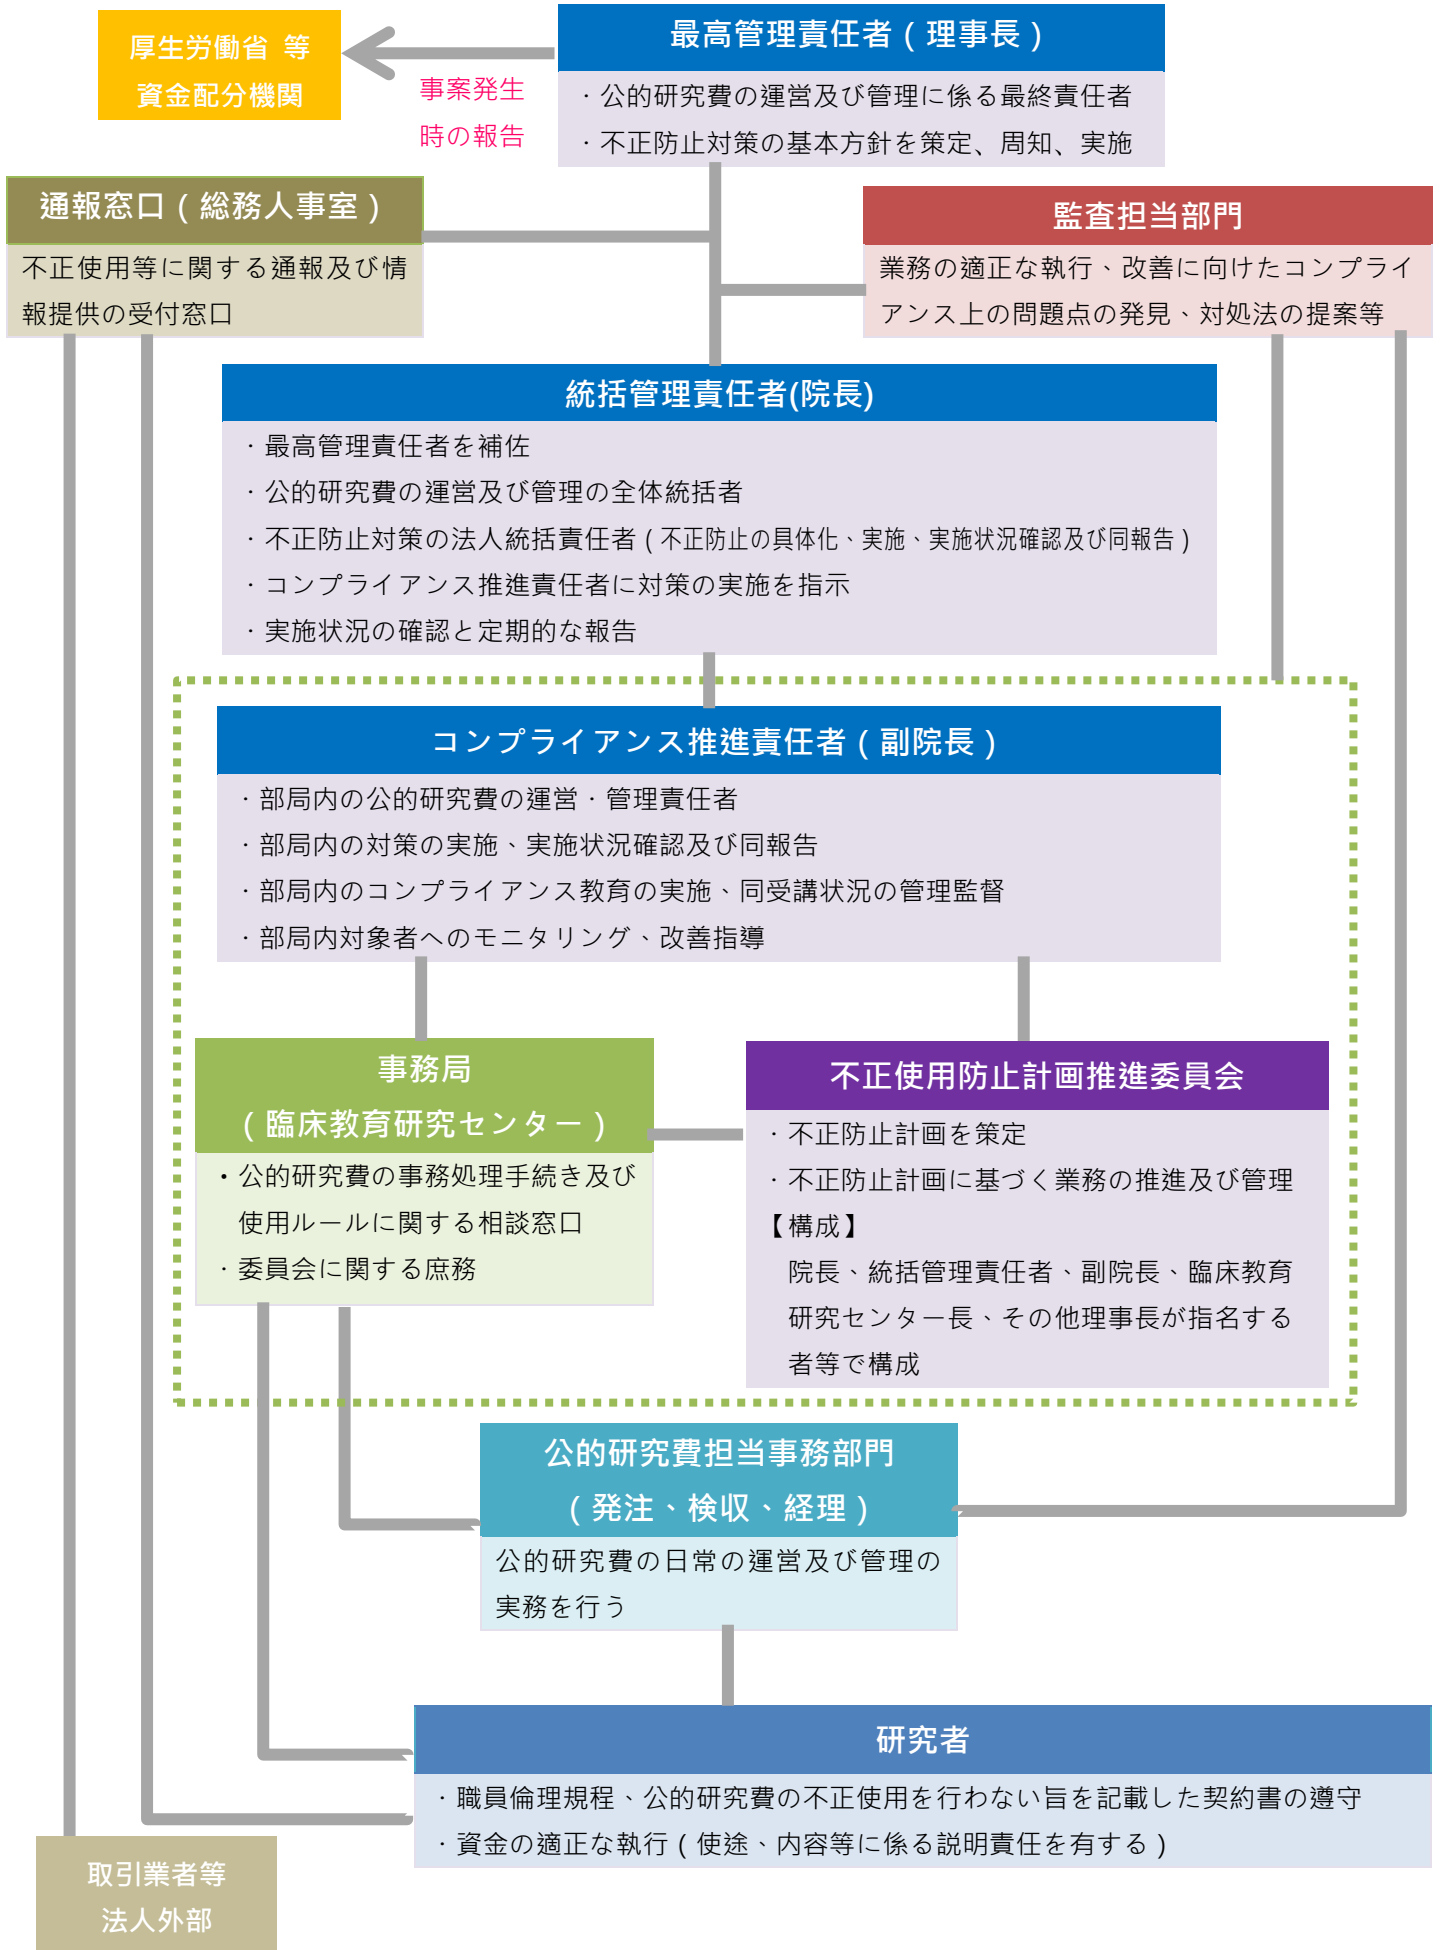 厚生労働省 等
資金配分機関
事案発生
時の報告
最高管理責任者（理事長）
・公的研究費の運営及び管理に係る最終責任者
・不正防止対策の基本方針を策定、周知、実施
通報窓口（総務人事室）
不正使用等に関する通報及び情
報提供の受付窓口
監査担当部門
業務の適正な執行、改善に向けたコンプライ
アンス上の問題点の発見、対処法の提案等
統括管理責任者(院長)
・最高管理責任者を補佐
・公的研究費の運営及び管理の全体統括者
・不正防止対策の法人統括責任者（不正防止の具体化、実施、実施状況確認及び同報告）
・コンプライアンス推進責任者に対策の実施を指示
・実施状況の確認と定期的な報告
コンプライアンス推進責任者（副院長）
・部局内の公的研究費の運営・管理責任者
・部局内の対策の実施、実施状況確認及び同報告
・部局内のコンプライアンス教育の実施、同受講状況の管理監督
・部局内対象者へのモニタリング、改善指導
事務局
（臨床教育研究センター）
・公的研究費の事務処理手続き及び
使用ルールに関する相談窓口
・委員会に関する庶務
不正使用防止計画推進委員会
・不正防止計画を策定
・不正防止計画に基づく業務の推進及び管理
【構成】
院長、統括管理責任者、副院長、臨床教育
研究センター長、その他理事長が指名する
者等で構成
公的研究費担当事務部門
（発注、検収、経理）
公的研究費の日常の運営及び管理の
実務を行う
研究者
・職員倫理規程、公的研究費の不正使用を行わない旨を記載した契約書の遵守
・資金の適正な執行（使途、内容等に係る説明責任を有する）
取引業者等
法人外部